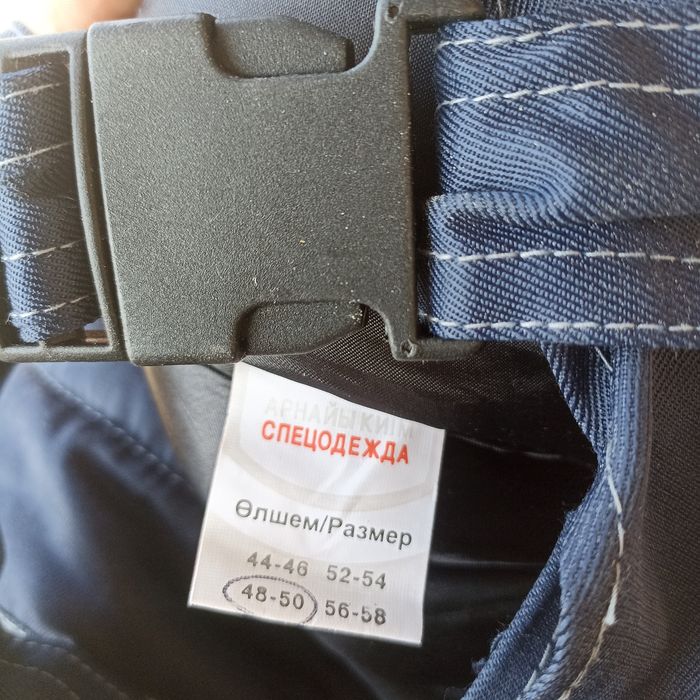 АРНАЙЫ КИІМ
СПЕЦОДЕЖДА
Өлшем/Размер
44-46 52-54
48-50 56-58